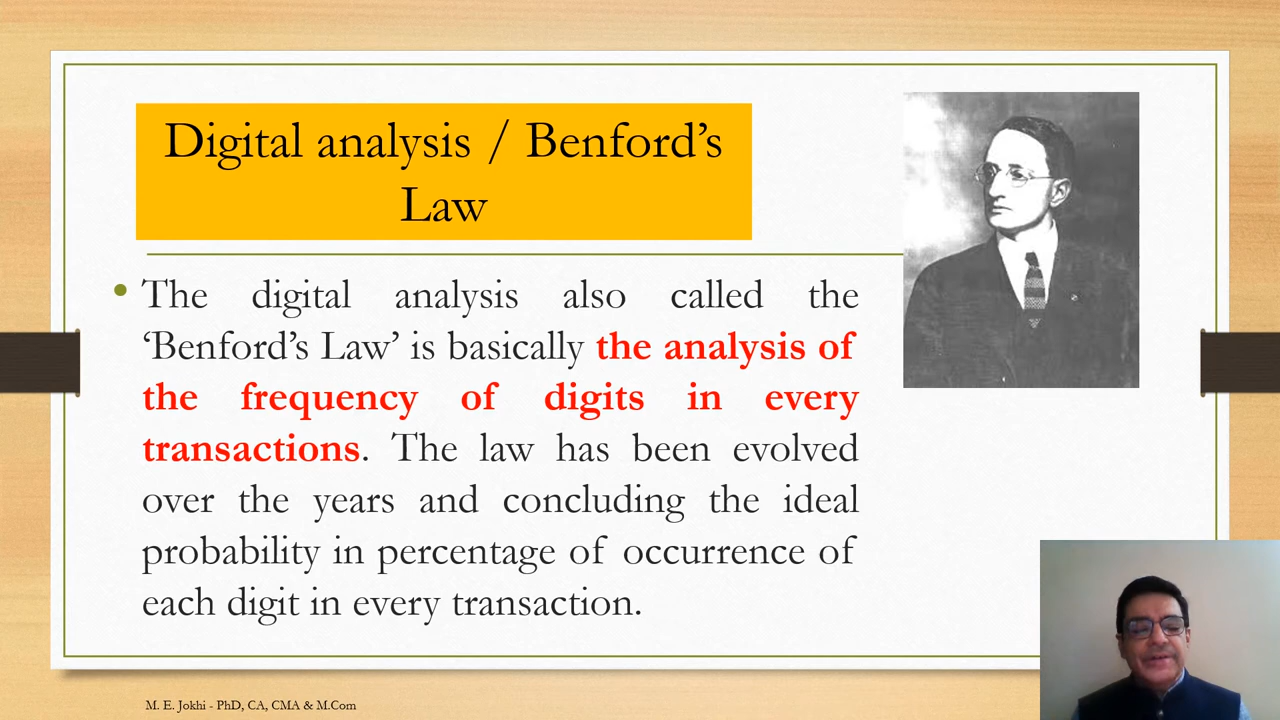 Digital analysis / Benford’s
Law
• The digital analysis also called the
‘Benford’s Law’ is basically the analysis of
the frequency of digits in every
transactions. The law has been evolved
over the years and concluding the ideal
probability in percentage of occurrence of
each digit in every transaction.
M. E. Jokhi - PhD, CA, CMA & M.Com